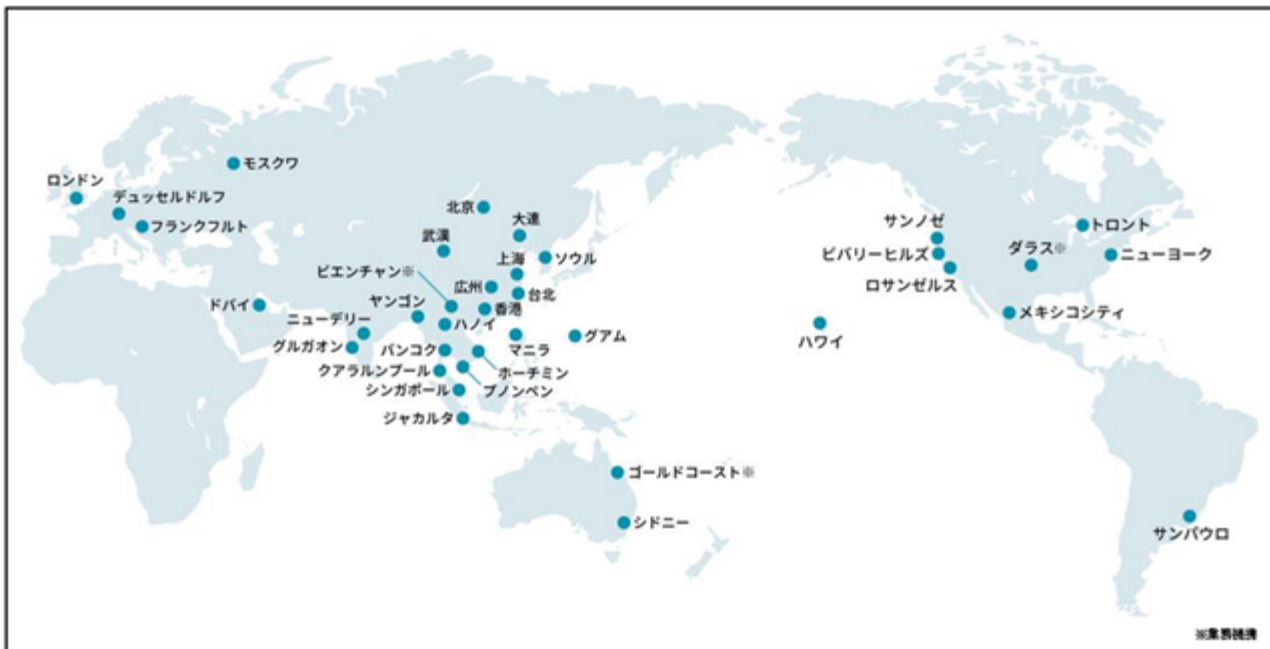 モスクワ
ロンドン
デュッセルドルフ
フランクフルト
北京
大連
武漢
ソウル
上海
ビエンチャン※
広州
台北
ドバイ
ヤンゴン
香港
ニューデリー
ハノイ
グルガオン
バンコク
マニラ
グアム
クアラルンプール
ホーチミン
シンガポール
プノンペン
ジャカルタ
ゴールドコースト※
シドニー
サンノゼ
トロント
ビバリーヒルズ
ダラス※
ニューヨーク
ロサンゼルス
メキシコシティ
ハワイ
サンパウロ
※業務提携